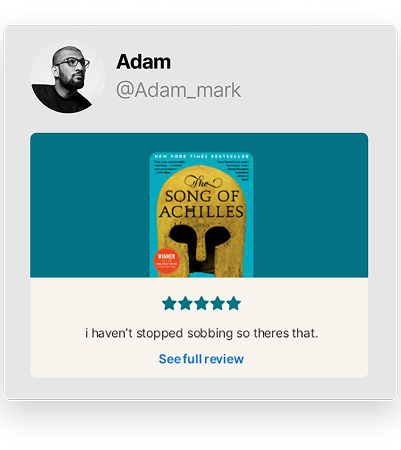 Adam
@Adam_mark
NEW YORK TIMES BESTSELLER
The
SONG OF
ACHILLES
WINNER
i haven't stopped sobbing so theres that.
See full review